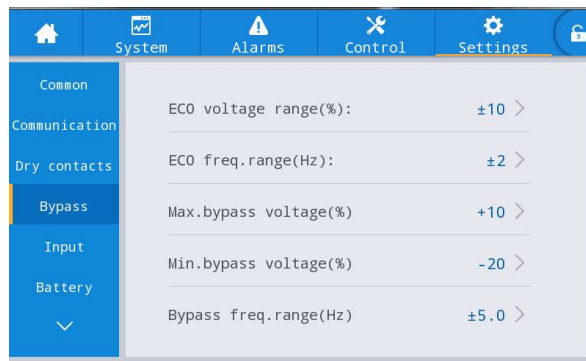 System
Alarms
Control
Settings
Common
Communication
Dry contacts
Bypass
Input
Battery
ECO voltage range(%): ±10
ECO freq.range(Hz): ±2
Max.bypass voltage(%) +10
Min.bypass voltage(%) -20
Bypass freq.range(Hz) ±5.0